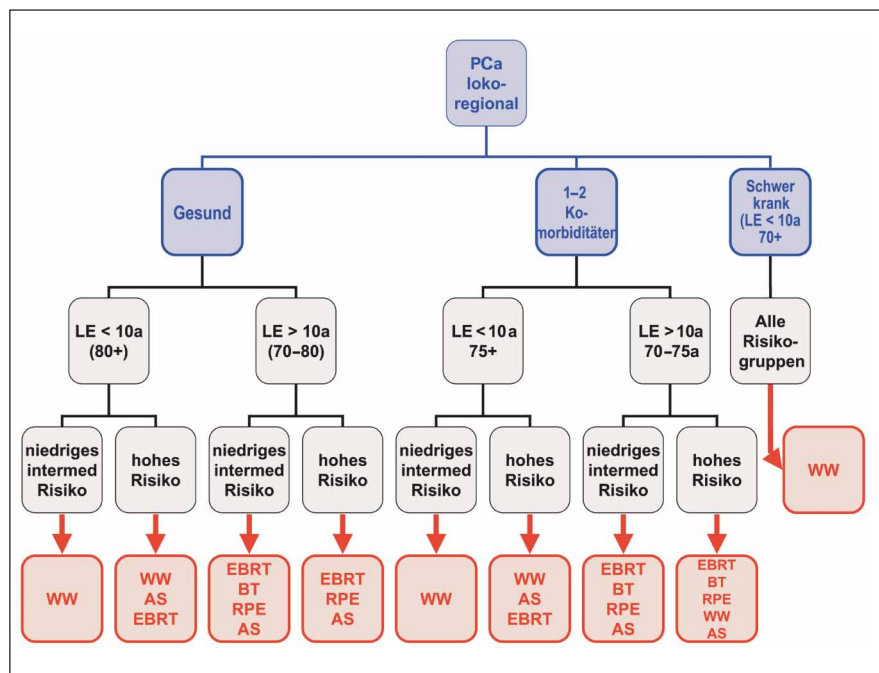 PCa
loko-
regional
Gesund
1–2
Ko-
morbiditäten
Schwer
krank
(LE < 10a
70+
LE < 10a
(80+)
LE > 10a
(70–80)
LE < 10a
75+
LE > 10a
70–75a
Alle
Risiko-
gruppen
niedriges
intermed
Risiko
hohes
Risiko
niedriges
intermed
Risiko
hohes
Risiko
niedriges
intermed
Risiko
hohes
Risiko
niedriges
intermed
Risiko
hohes
Risiko
WW
WW
WW
AS
EBRT
EBRT
BT
RPE
AS
EBRT
RPE
AS
WW
WW
AS
EBRT
EBRT
BT
RPE
AS
EBRT
BT
RPE
WW
AS